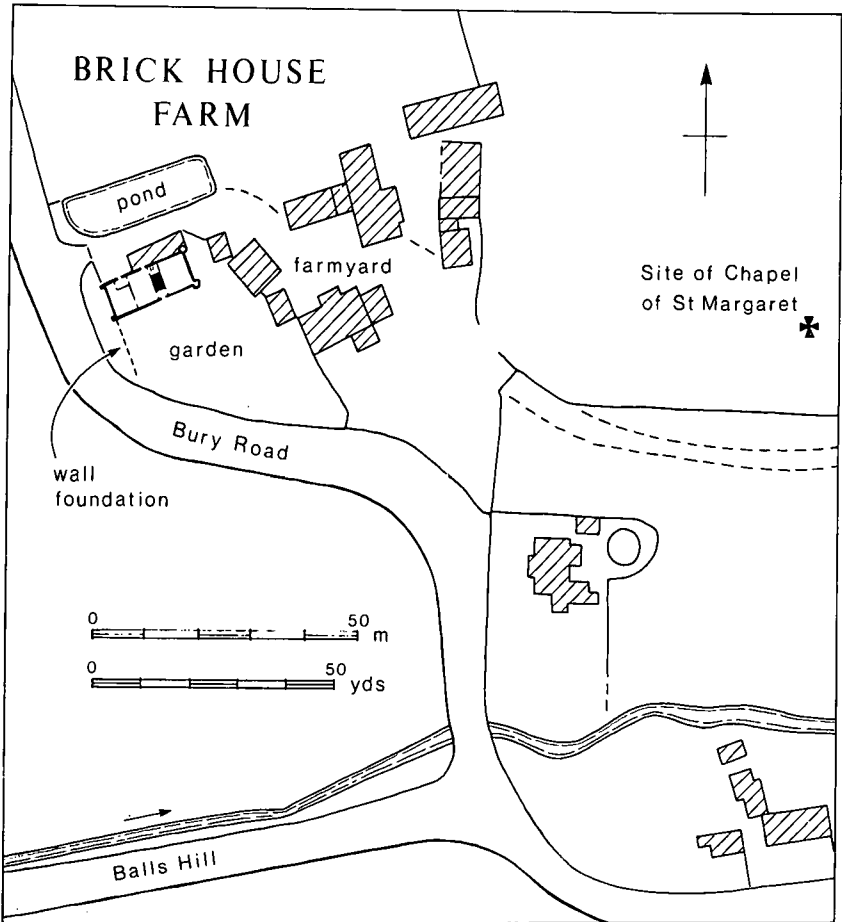 BRICK HOUSE
FARM
pond
farmyard
Site of Chapel
of St Margaret
garden
Bury Road
wall
foundation
0 50 m
0 50 yds
Balls Hill